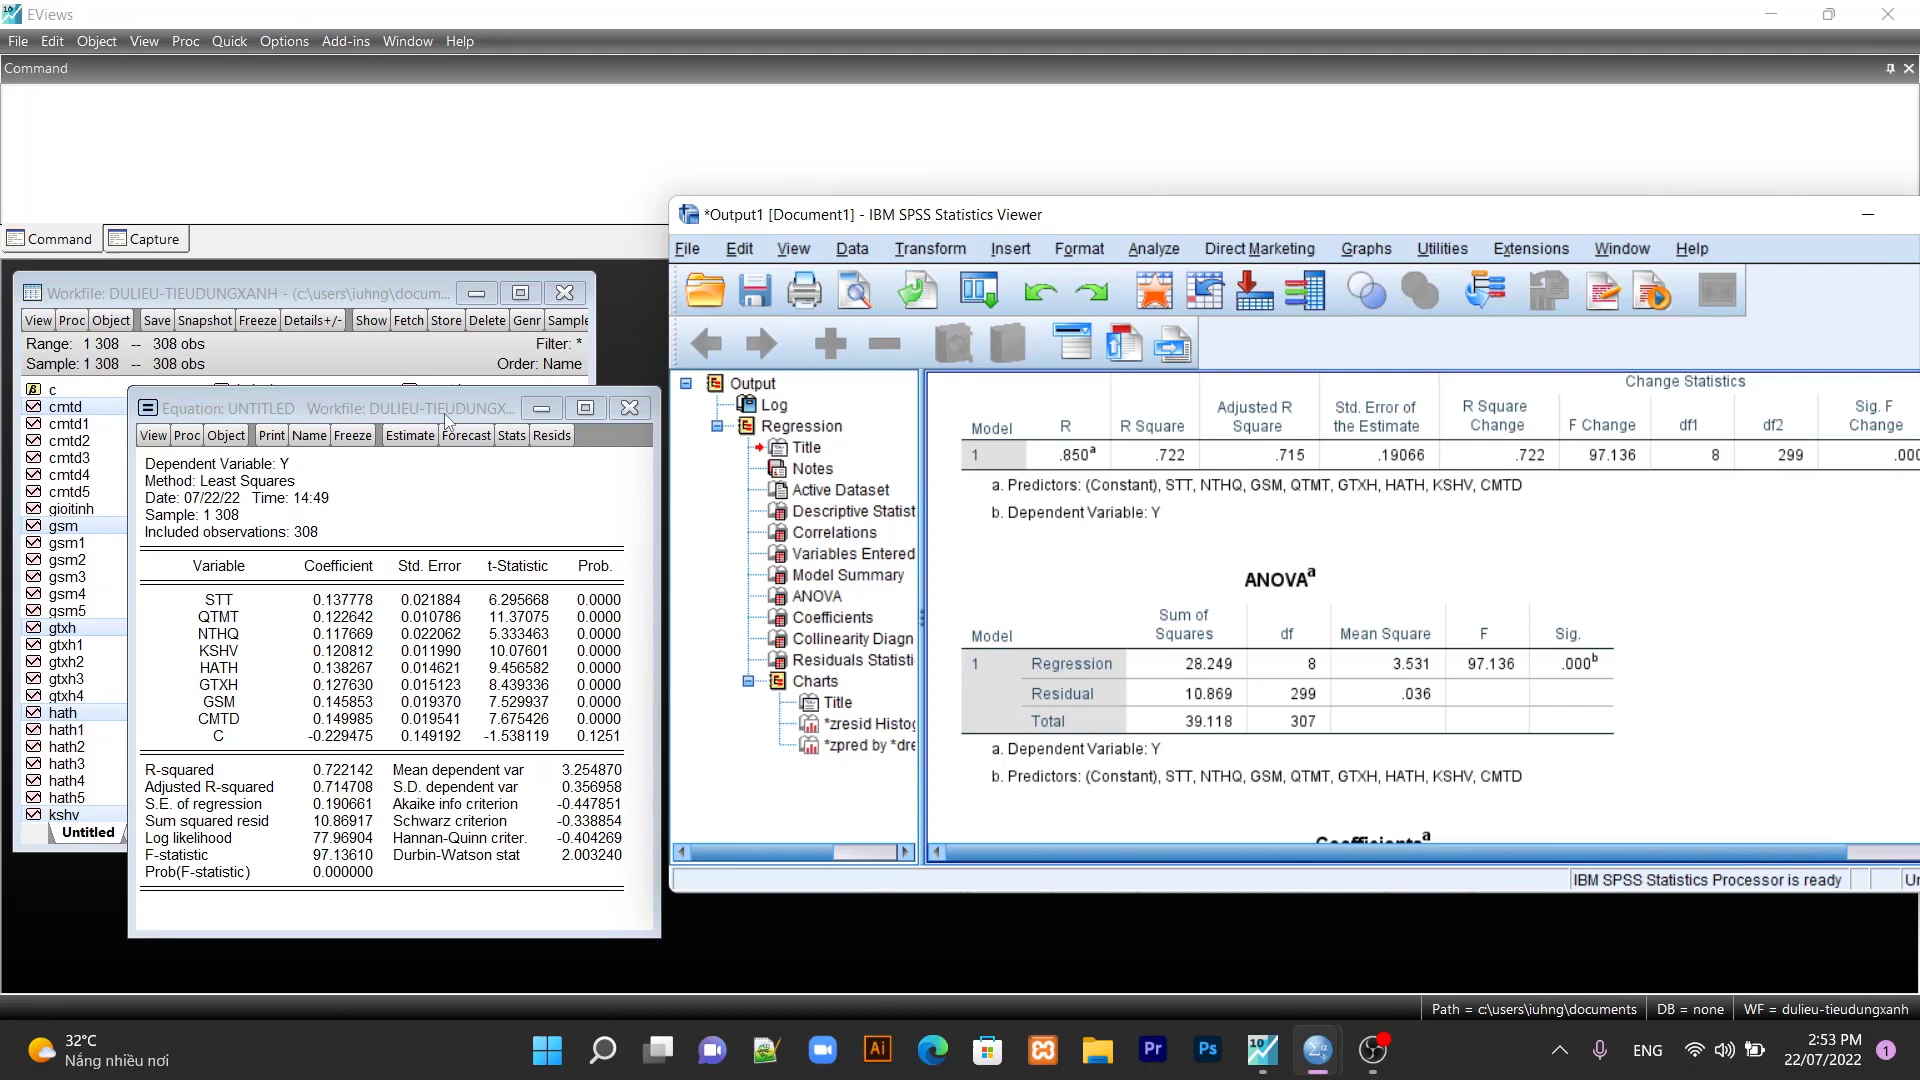 EViews
File Edit Object View Proc Quick Options Add-ins Window Help
Command
Command Capture
Workfile: DULIEU-TIEUDUNGXANH - (c:\users\iuhng\docum...
View Proc Object Save Snapshot Freeze Details+/- Show Fetch Store Delete Genr Sample
Range: 1 308 -- 308 obs Filter: *
Sample: 1 308 -- 308 obs Order: Name
c
cmtd
cmtd1
cmtd2
cmtd3
cmtd4
cmtd5
gioitinh
gsm
gsm1
gsm2
gsm3
gsm4
gsm5
gtxh
gtxh1
gtxh2
gtxh3
gtxh4
hath
hath1
hath2
hath3
hath4
hath5
kshv
Untitled
Equation: UNTITLED Workfile: DULIEU-TIEUDUNGX...
View Proc Object Print Name Freeze Estimate Forecast Stats Resids
Dependent Variable: Y
Method: Least Squares
Date: 07/22/22 Time: 14:49
Sample: 1 308
Included observations: 308
Variable Coefficient Std. Error t-Statistic Prob.
STT 0.137778 0.021884 6.295668 0.0000
QTMT 0.122642 0.010786 11.37075 0.0000
NTHQ 0.117669 0.022062 5.333463 0.0000
KSHV 0.120812 0.011990 10.07601 0.0000
HATH 0.138267 0.014621 9.456582 0.0000
GTXH 0.127630 0.015123 8.439336 0.0000
GSM 0.145853 0.019370 7.529937 0.0000
CMTD 0.149985 0.019541 7.675426 0.0000
C -0.229475 0.149192 -1.538119 0.1251
R-squared 0.722142 Mean dependent var 3.254870
Adjusted R-squared 0.714708 S.D. dependent var 0.356958
S.E. of regression 0.190661 Akaike info criterion -0.447851
Sum squared resid 10.86917 Schwarz criterion -0.338854
Log likelihood 77.96904 Hannan-Quinn criter. -0.404269
F-statistic 97.13610 Durbin-Watson stat 2.003240
Prob(F-statistic) 0.000000
*Output1 [Document1] - IBM SPSS Statistics Viewer
File Edit View Data Transform Insert Format Analyze Direct Marketing Graphs Utilities Extensions Window Help
Output
Log
Regression
Title
Notes
Active Dataset
Descriptive Statist
Correlations
Variables Entered
Model Summary
ANOVA
Coefficients
Collinearity Diagn
Residuals Statisti
Charts
Title
*zresid Histog
*zpred by *dre
Change Statistics
Model R R Square Adjusted R Square Std. Error of the Estimate R Square Change F Change df1 df2 Sig. F Change
1 .850a .722 .715 .19066 .722 97.136 8 299 .000
a. Predictors: (Constant), STT, NTHQ, GSM, QTMT, GTXH, HATH, KSHV, CMTD
b. Dependent Variable: Y
ANOVAa
Model Sum of Squares df Mean Square F Sig.
1 Regression 28.249 8 3.531 97.136 .000b
Residual 10.869 299 .036
Total 39.118 307
a. Dependent Variable: Y
b. Predictors: (Constant), STT, NTHQ, GSM, QTMT, GTXH, HATH, KSHV, CMTD
Coefficientsa
IBM SPSS Statistics Processor is ready
Path = c:\users\iuhng\documents DB = none WF = dulieu-tieudungxanh
32°C
Nắng nhiều nơi
Ai
Pr
Ps
10
Σα
ENG
2:53 PM
22/07/2022
1